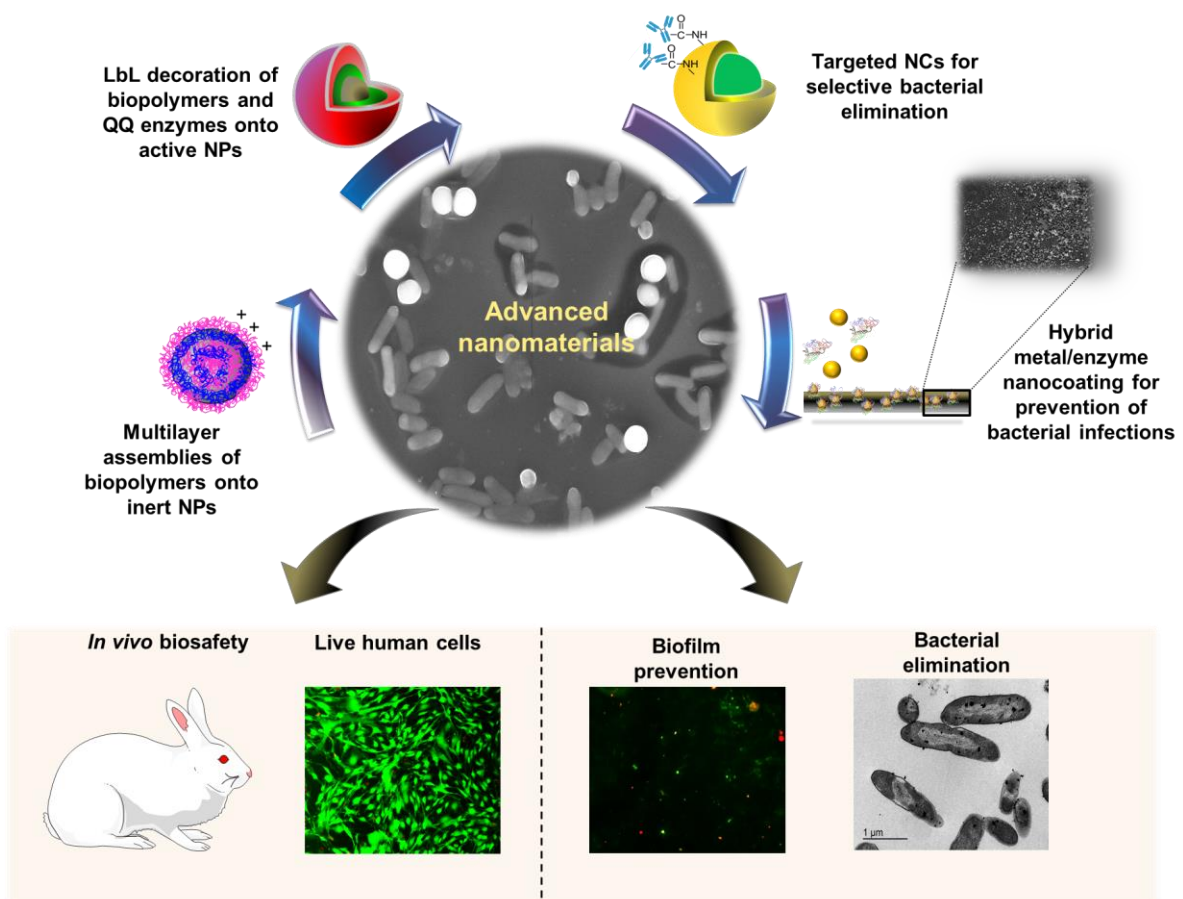 LbL decoration of
biopolymers and
QQ enzymes onto
active NPs
O
C
NH
O
C
NH
Targeted NCs for
selective bacterial
elimination
Advanced
nanomaterials
+
+
+
Multilayer
assemblies of
biopolymers onto
inert NPs
Hybrid
metal/enzyme
nanocoating for
prevention of
bacterial infections
In vivo biosafety
Live human cells
Biofilm
prevention
Bacterial
elimination
1 µm